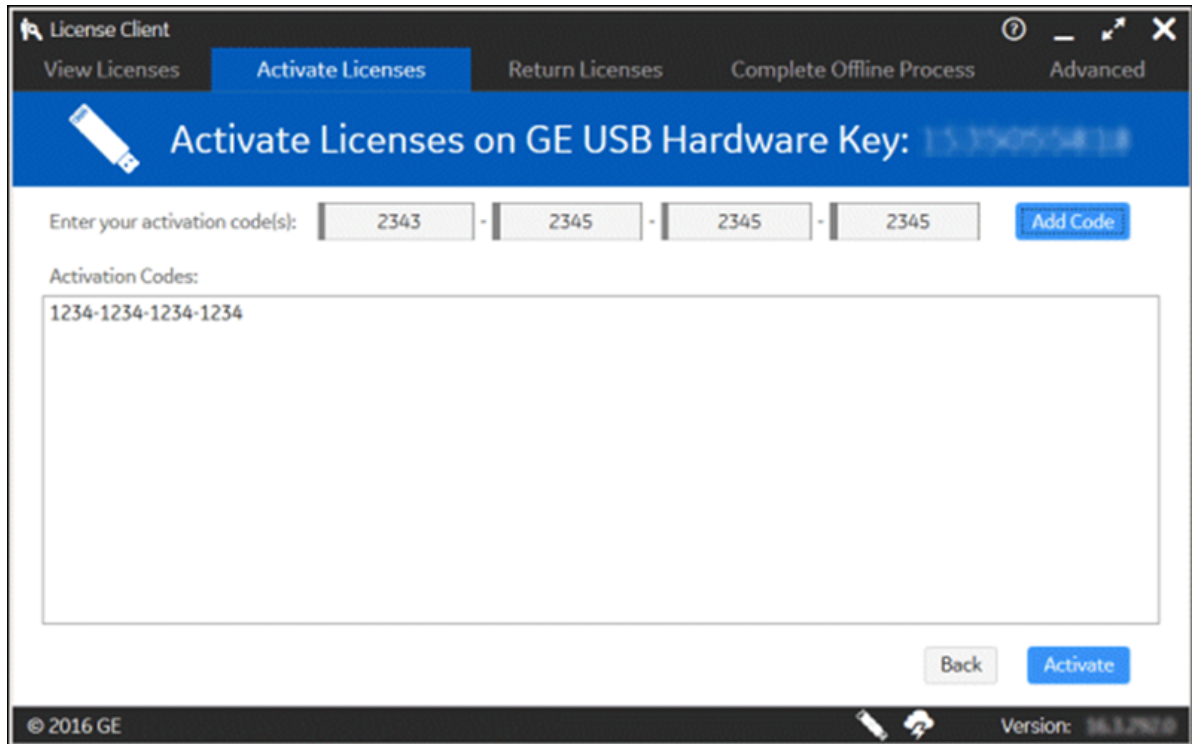 License Client
View Licenses Activate Licenses Return Licenses Complete Offline Process Advanced
Activate Licenses on GE USB Hardware Key:
Enter your activation code(s): 2343 - 2345 - 2345 - 2345 Add Code
Activation Codes:
1234-1234-1234-1234
Back Activate
© 2016 GE Version: